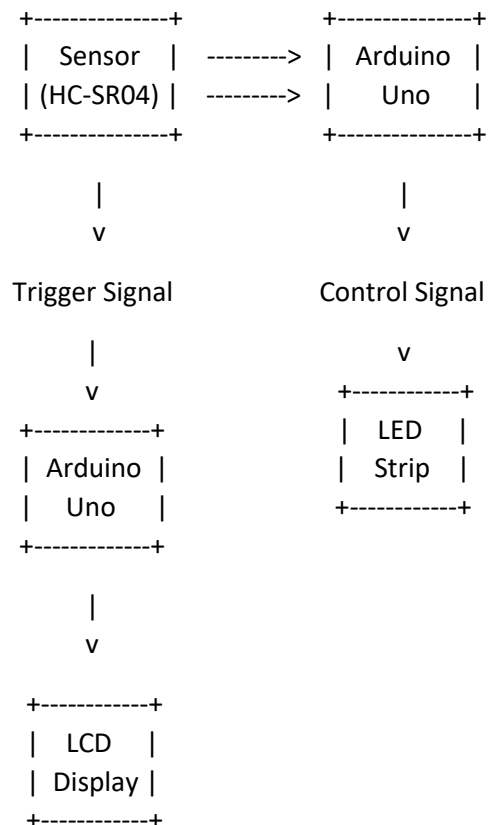 +---------------+ +--------------+
| Sensor | ---------> | Arduino |
| (HC-SR04) | ---------> | Uno |
+---------------+ +--------------+
| |
v v
Trigger Signal Control Signal
| v
v +------------+
+-------------+ | LED |
| Arduino | | Strip |
| Uno | +------------+
+-------------+
|
v
+------------+
| LCD |
| Display |
+------------+